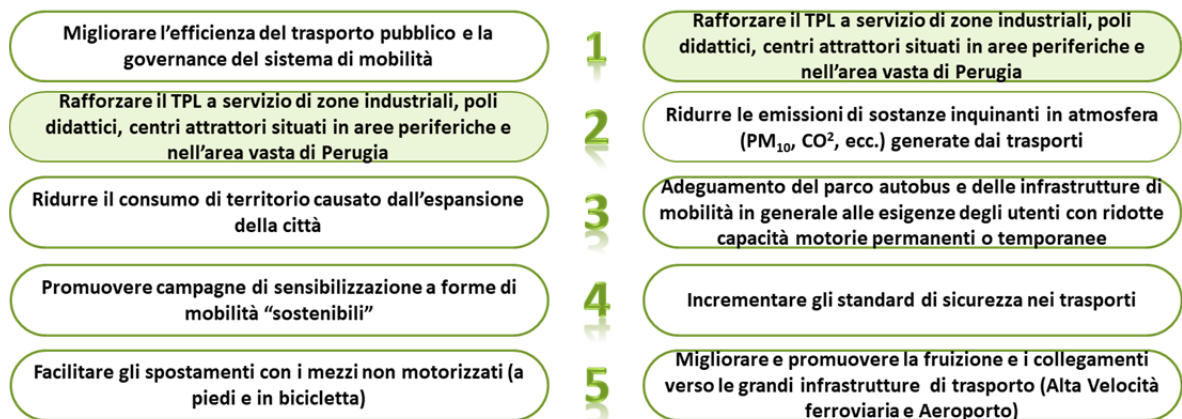 Migliorare l'efficienza del trasporto pubblico e la
governance del sistema di mobilità
1
Rafforzare il TPL a servizio di zone industriali, poli
didattici, centri attrattori situati in aree periferiche e
nell'area vasta di Perugia
Rafforzare il TPL a servizio di zone industriali, poli
didattici, centri attrattori situati in aree periferiche e
nell'area vasta di Perugia
2
Ridurre le emissioni di sostanze inquinanti in atmosfera
(PM₁₀, CO², ecc.) generate dai trasporti
Ridurre il consumo di territorio causato dall'espansione
della città
3
Adeguamento del parco autobus e delle infrastrutture di
mobilità in generale alle esigenze degli utenti con ridotte
capacità motorie permanenti o temporanee
Promuovere campagne di sensibilizzazione a forme di
mobilità “sostenibili”
4
Incrementare gli standard di sicurezza nei trasporti
Facilitare gli spostamenti con i mezzi non motorizzati (a
piedi e in bicicletta)
5
Migliorare e promuovere la fruizione e i collegamenti
verso le grandi infrastrutture di trasporto (Alta Velocità
ferroviaria e Aeroporto)